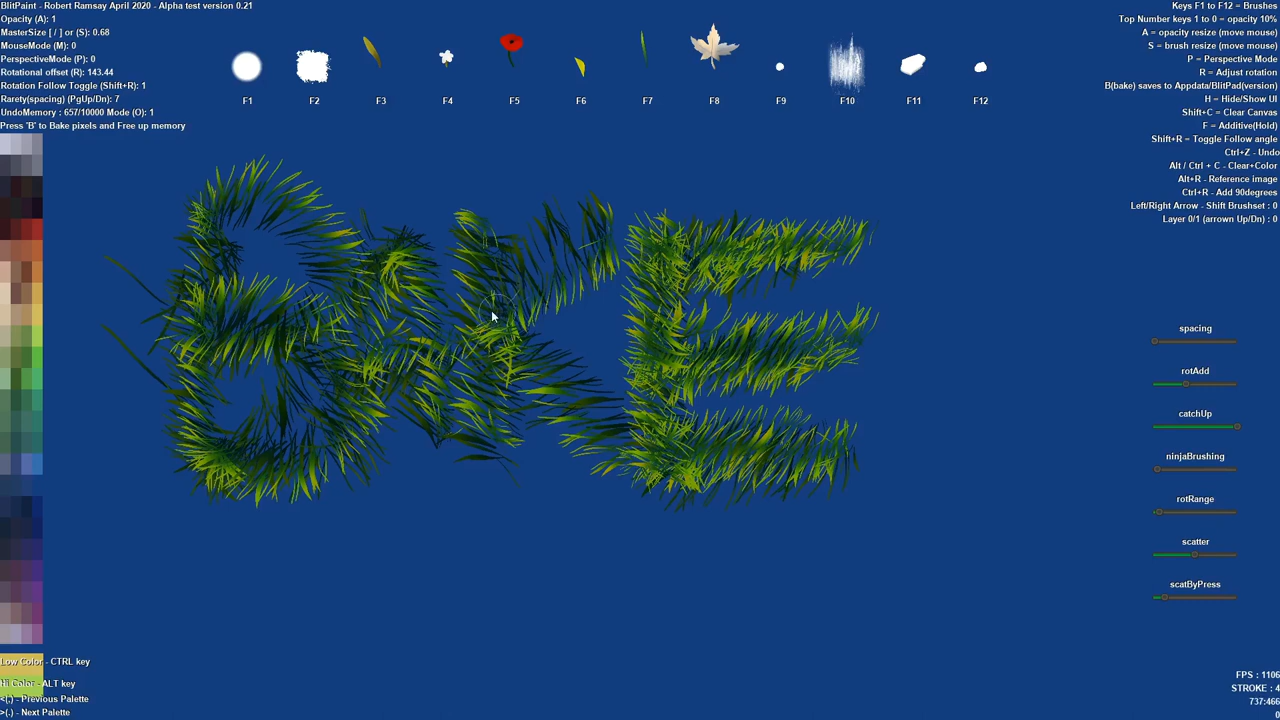 BlitPaint - Robert Ramsay April 2020 - Alpha test version 0.21
Opacity (A): 1
MasterSize [ / ] or (S): 0.68
MouseMode (M): 0
PerspectiveMode (P): 0
Rotational offset (R): 143.44
Rotation Follow Toggle (Shift+R): 1
Rarety(spacing) (PgUp/Dn): 7
UndoMemory : 657/10000 Mode (O): 1
Press 'B' to Bake pixels and Free up memory
F1 F2 F3 F4 F5 F6 F7 F8 F9 F10 F11 F12
Keys F1 to F12 = Brushes
Top Number keys 1 to 0 = opacity 10%
A = opacity resize (move mouse)
S = brush resize (move mouse)
P = Perspective Mode
R = Adjust rotation
B(bake) saves to Appdata/BlitPad(version)
H = Hide/Show UI
Shift+C = Clear Canvas
F = Additive(Hold)
Shift+R = Toggle Follow angle
Ctrl+Z - Undo
Alt / Ctrl + C - Clear+Color
Alt+R - Reference image
Ctrl+R - Add 90degrees
Left/Right Arrow - Shift Brushset : 0
Layer 0/1 (arrown Up/Dn) : 0
BAKE
spacing
rotAdd
catchUp
ninjaBrushing
rotRange
scatter
scatByPress
Low Color - CTRL key
Hi Color - ALT key
<(,) - Previous Palette
>(.) - Next Palette
FPS : 1106
STROKE : 4
737:466
0